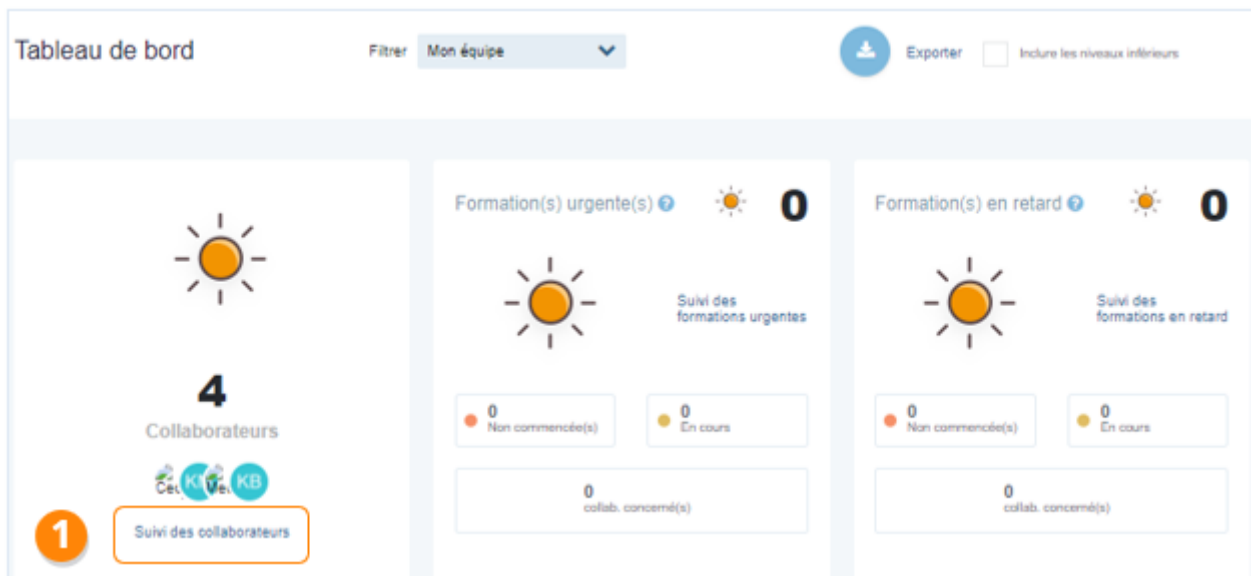 Tableau de bord
Filtrer
Mon équipe
Exporter
Inclure les niveaux inférieurs
4
Collaborateurs
KB
1
Suivi des collaborateurs
Formation(s) urgente(s) ?
0
Suivi des
formations urgentes
0
Non commencée(s)
0
En cours
0
collab. concerné(s)
Formation(s) en retard ?
0
Suivi des
formations en retard
0
Non commencée(s)
0
En cours
0
collab. concerné(s)